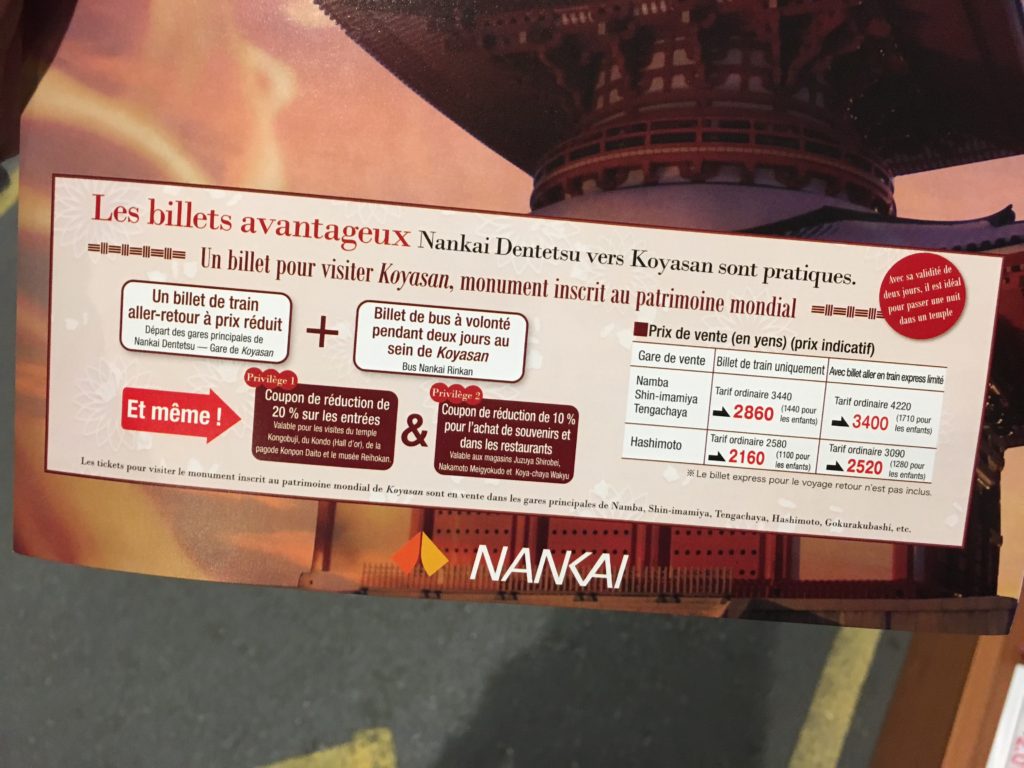 Les billets avantageux Nankai Dentetsu vers Koyasan sont pratiques.
Un billet pour visiter Koyasan, monument inscrit au patrimoine mondial
Avec sa validité de
deux jours, il est idéal
pour passer une nuit
dans un temple
Un billet de train
aller-retour à prix réduit
Départ des gares principales de
Nankai Dentetsu — Gare de Koyasan
+
Billet de bus à volonté
pendant deux jours au
sein de Koyasan
Bus Nankai Rinkan
Et même !
Privilège 1
Coupon de réduction de
20 % sur les entrées
Valable pour les visites du temple
Kongobuji, du Kondo (Hall d'or), de la
pagode Konpon Daito et le musée Reihokan.
&
Privilège 2
Coupon de réduction de 10 %
pour l'achat de souvenirs et
dans les restaurants
Valable aux magasins Juzuya Shirobei,
Nakamoto Meigyokudo et Koya-chaya Wakyu
■Prix de vente (en yens) (prix indicatif)
Gare de vente Billet de train uniquement Avec billet aller en train express limité
Namba
Shin-imamiya
Tengachaya
Tarif ordinaire 3440
➡ 2860 (1440 pour les enfants)
Tarif ordinaire 4220
➡ 3400 (1710 pour les enfants)
Hashimoto
Tarif ordinaire 2580
➡ 2160 (1100 pour les enfants)
Tarif ordinaire 3090
➡ 2520 (1280 pour les enfants)
※Le billet express pour le voyage retour n'est pas inclus.
Les tickets pour visiter le monument inscrit au patrimoine mondial de Koyasan sont en vente dans les gares principales de Namba, Shin-imamiya, Tengachaya, Hashimoto, Gokurakubashi, etc.
NANKAI